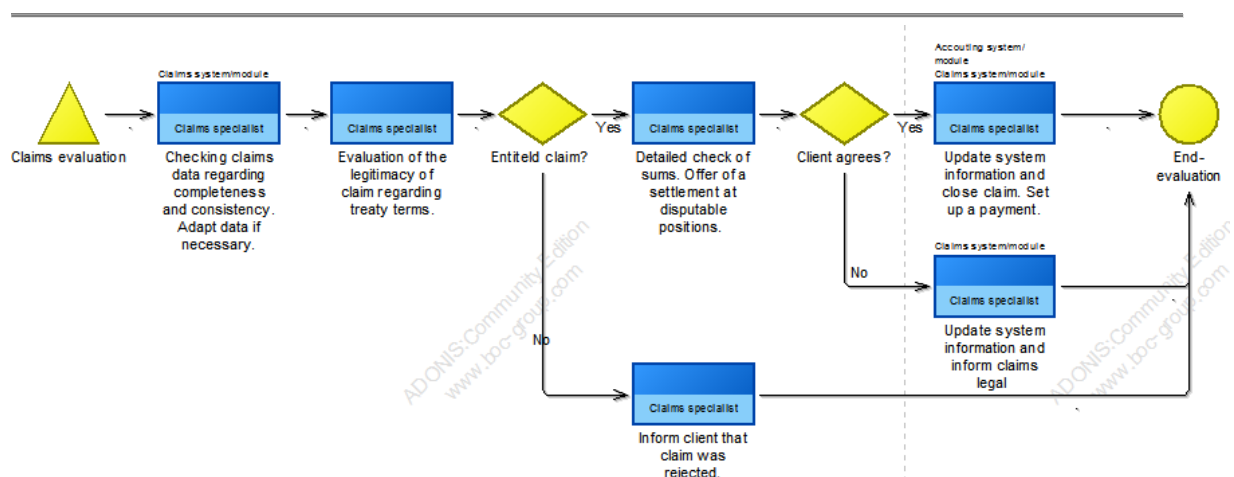 Claims evaluation
Claims system/module
Claims specialist
Checking claims
data regarding
completeness
and consistency.
Adapt data if
necessary.
Claims specialist
Evaluation of the
legitimacy of
claim regarding
treaty terms.
Entiteld claim?
Yes
No
Claims specialist
Detailed check of
sums. Offer of a
settlement at
disputable
positions.
Client agrees?
Yes
No
Accouting system/
module
Claims system/module
Claims specialist
Update system
information and
close claim. Set
up a payment.
End-
evaluation
Claims system/module
Claims specialist
Update system
information and
inform claims
legal
Claims specialist
Inform client that
claim was
rejected.
ADONIS:Community Edition
www.boc-group.com
ADONIS:Community Edition
www.boc-group.com